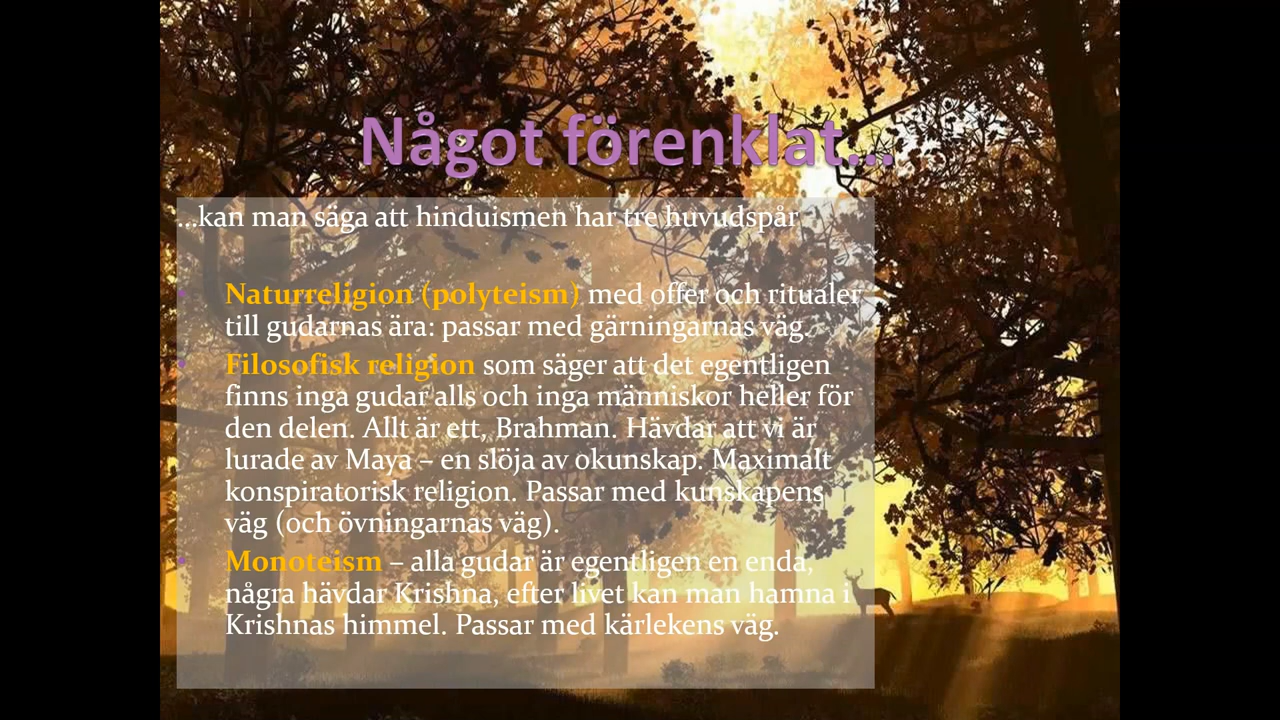 Något förenklat...
...kan man säga att hinduismen har tre huvudspår
Naturreligion (polyteism) med offer och ritualer
till gudarnas ära: passar med gärningarnas väg.
Filosofisk religion som säger att det egentligen
finns inga gudar alls och inga människor heller för
den delen. Allt är ett, Brahman. Hävdar att vi är
lurade av Maya – en slöja av okunskap. Maximalt
konspiratorisk religion. Passar med kunskapens
väg (och övningarnas väg).
Monoteism – alla gudar är egentligen en enda,
några hävdar Krishna, efter livet kan man hamna i
Krishnas himmel. Passar med kärlekens väg.